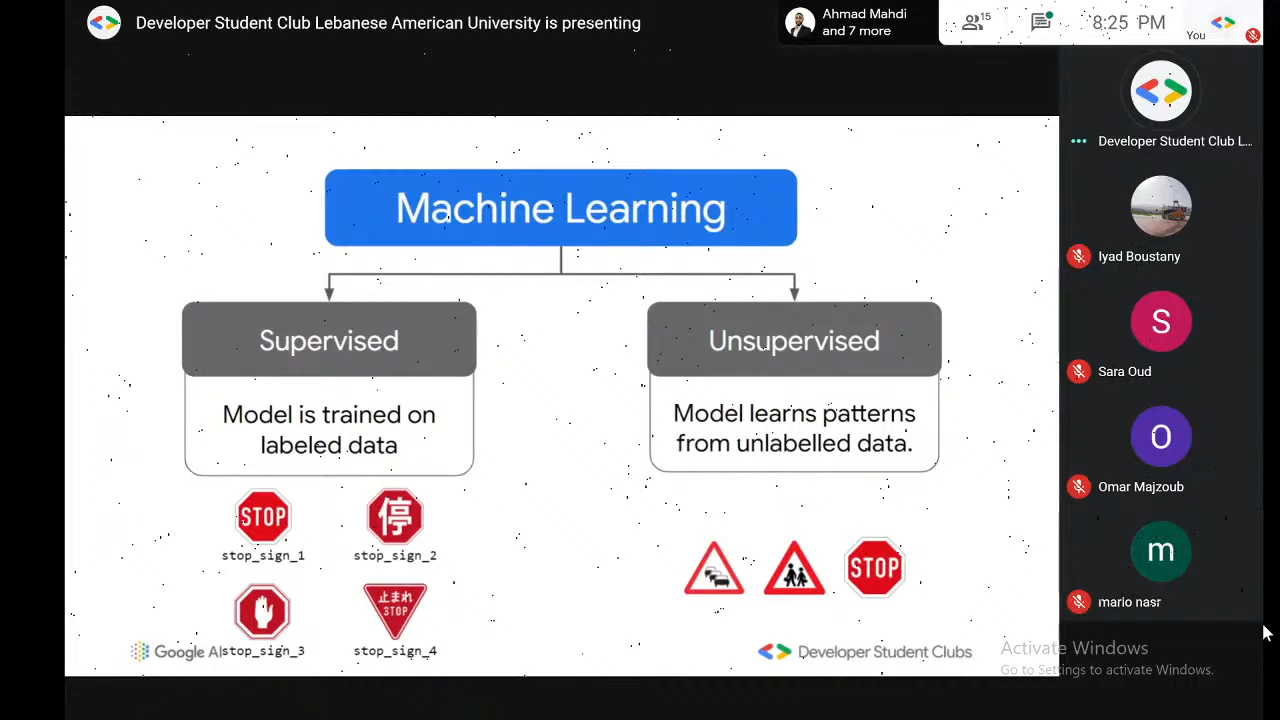 Developer Student Club Lebanese American University is presenting
Ahmad Mahdi
and 7 more
15
8:25 PM
You
Developer Student Club L...
Iyad Boustany
S
Sara Oud
O
Omar Majzoub
m
mario nasr
Machine Learning
Supervised
Model is trained on
labeled data
Unsupervised
Model learns patterns
from unlabelled data.
STOP
停
stop_sign_1
stop_sign_2
止まれ
STOP
stop_sign_3
stop_sign_4
STOP
Google AI
Developer Student Clubs
Activate Windows
Go to Settings to activate Windows.